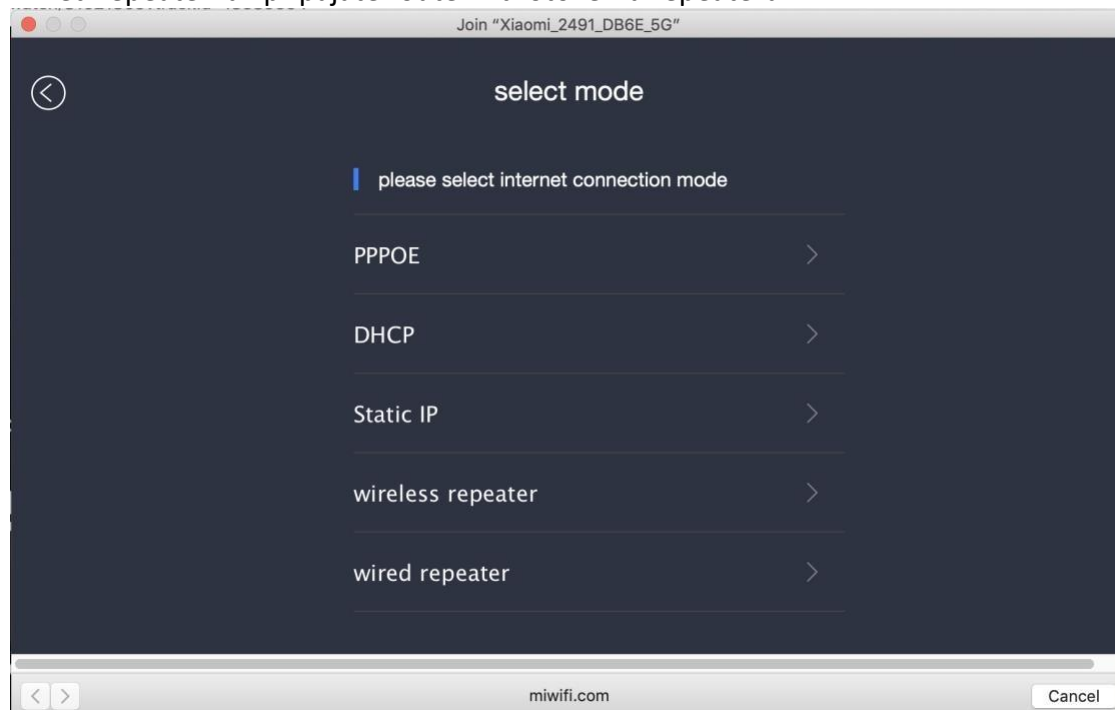 Join “Xiaomi_2491_DB6E_5G”
select mode
please select internet connection mode
PPPOE
DHCP
Static IP
wireless repeater
wired repeater
miwifi.com
Cancel